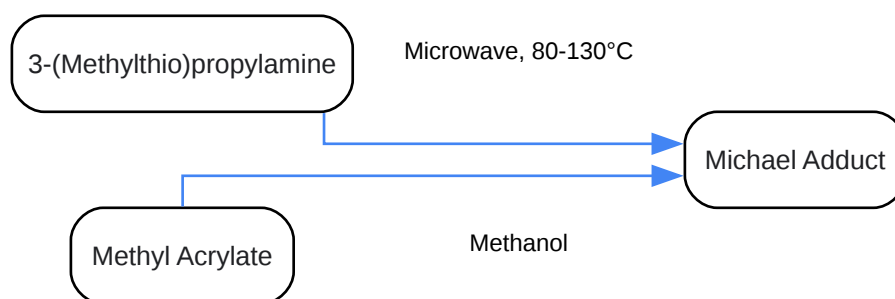 3-(Methylthio)propylamine
Microwave, 80-130°C
Michael Adduct
Methyl Acrylate
Methanol